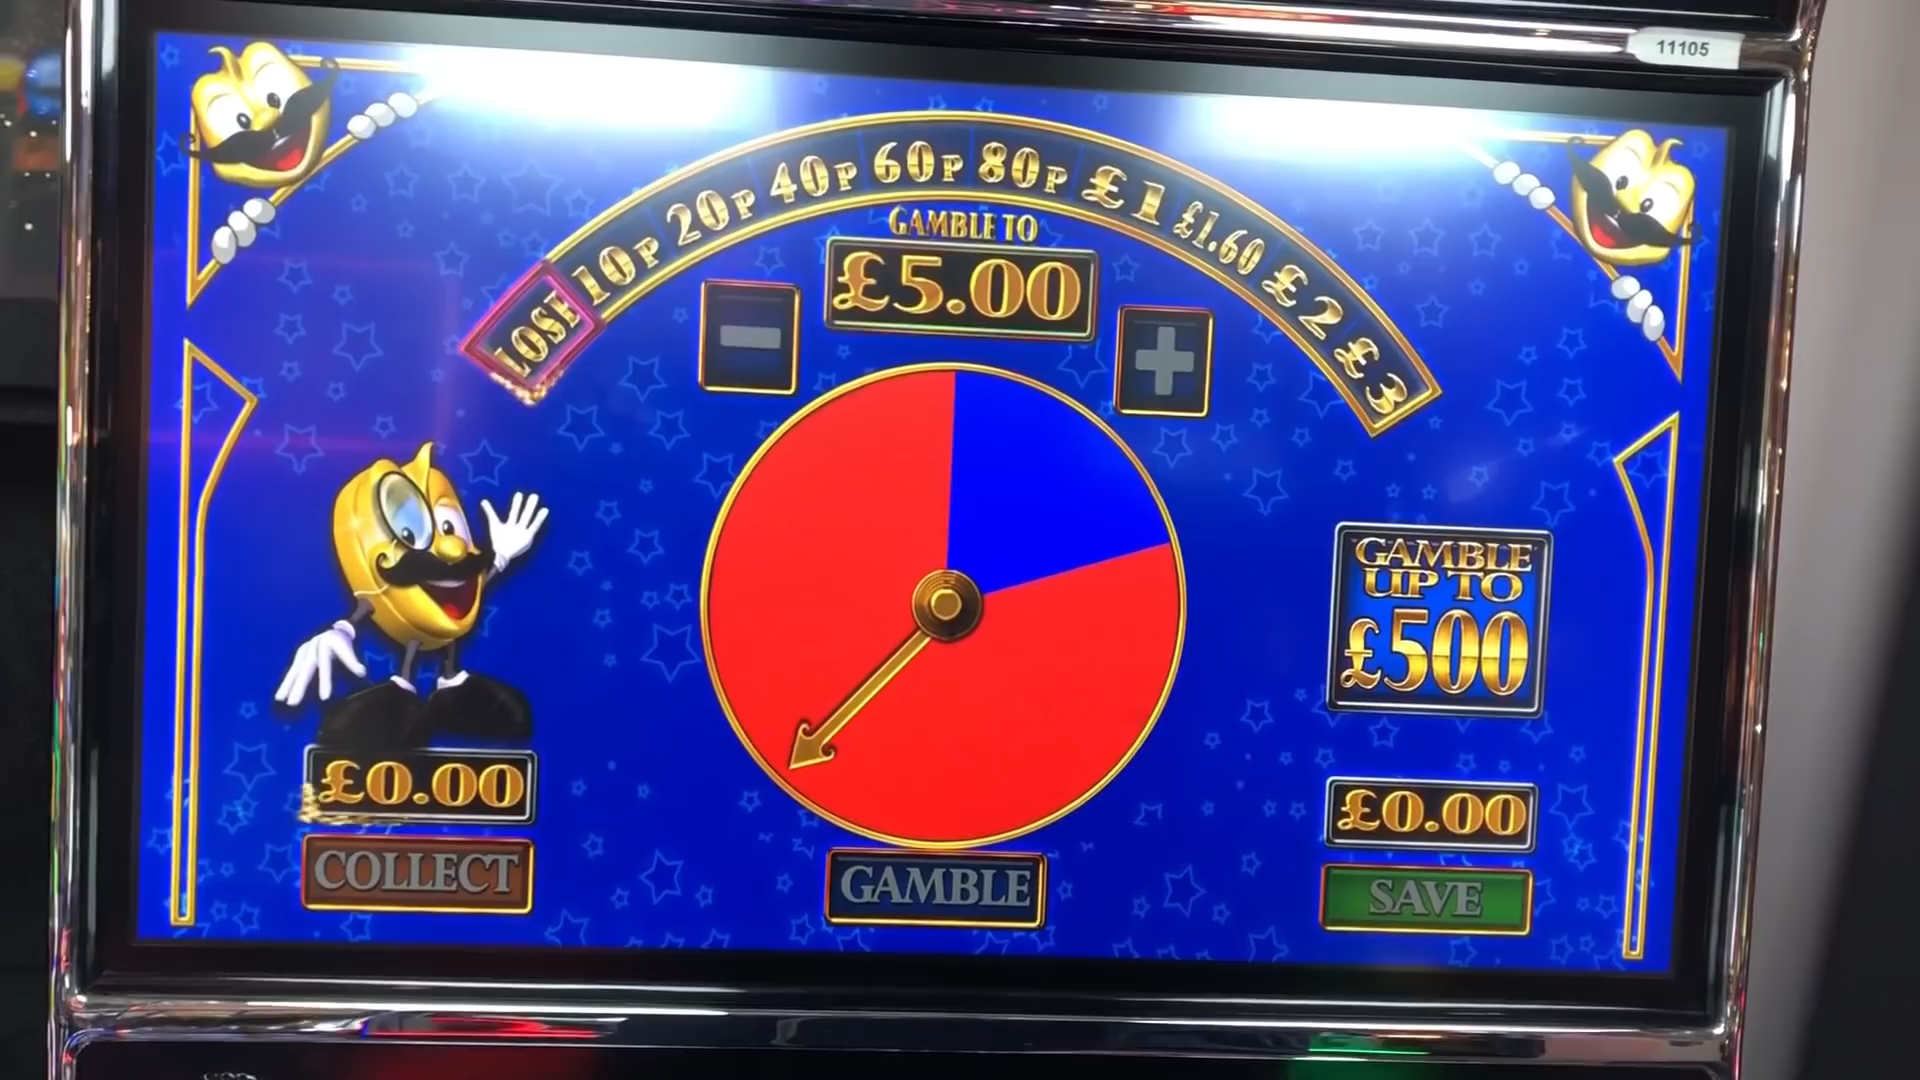 11105
LOSE 10P 20P 40P 60P 80P £1 £1.60 £2 £3
GAMBLE TO
£5.00
GAMBLE
UP TO
£500
£0.00
COLLECT
GAMBLE
£0.00
SAVE